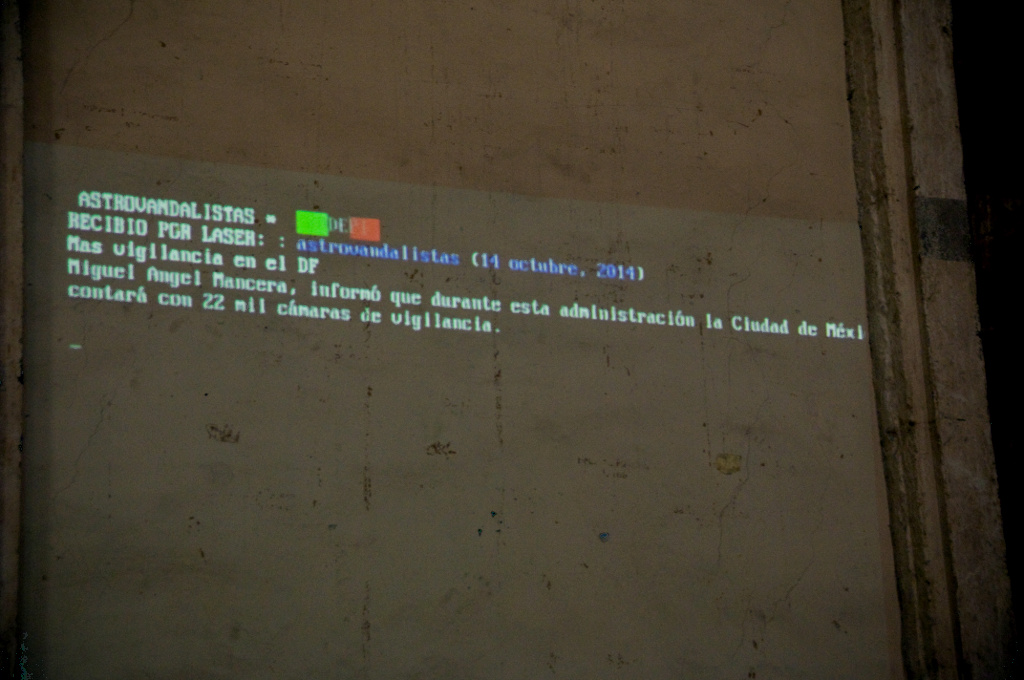 ASTROVANDALISTAS * DE
RECIBIO POR LASER: : astrovandalistas (14 octubre, 2014)
Mas vigilancia en el DF
Miguel Angel Mancera, informó que durante esta administración la Ciudad de Méxi
contará con 22 mil cámaras de vigilancia.
_